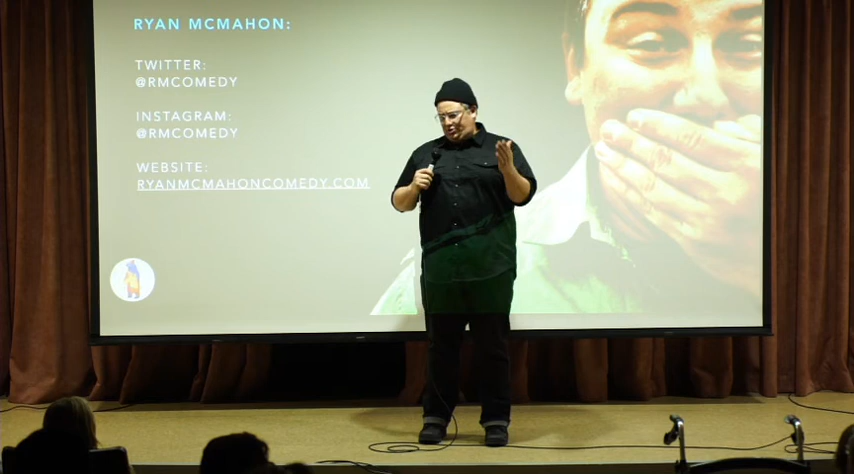 RYAN MCMAHON:
TWITTER:
@RMCOMEDY
INSTAGRAM:
@RMCOMEDY
WEBSITE:
RYANMCMAHONCOMEDY.COM